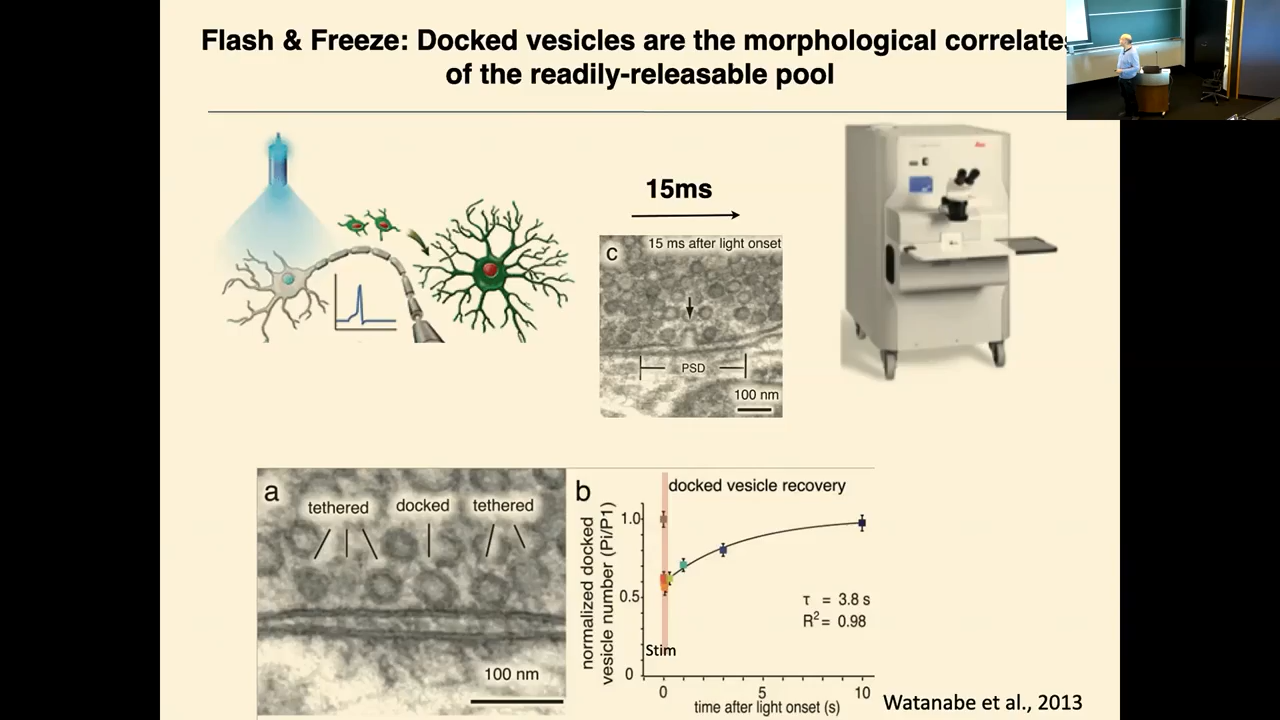 Flash & Freeze: Docked vesicles are the morphological correlates
of the readily-releasable pool
15ms
15 ms after light onset
c
PSD
100 nm
a
tethered
docked
tethered
100 nm
b
docked vesicle recovery
normalized docked
vesicle number (Pi/P1)
1.0
0.5
0
τ = 3.8 s
R2= 0.98
Stim
0
5
10
time after light onset (s)
Watanabe et al., 2013